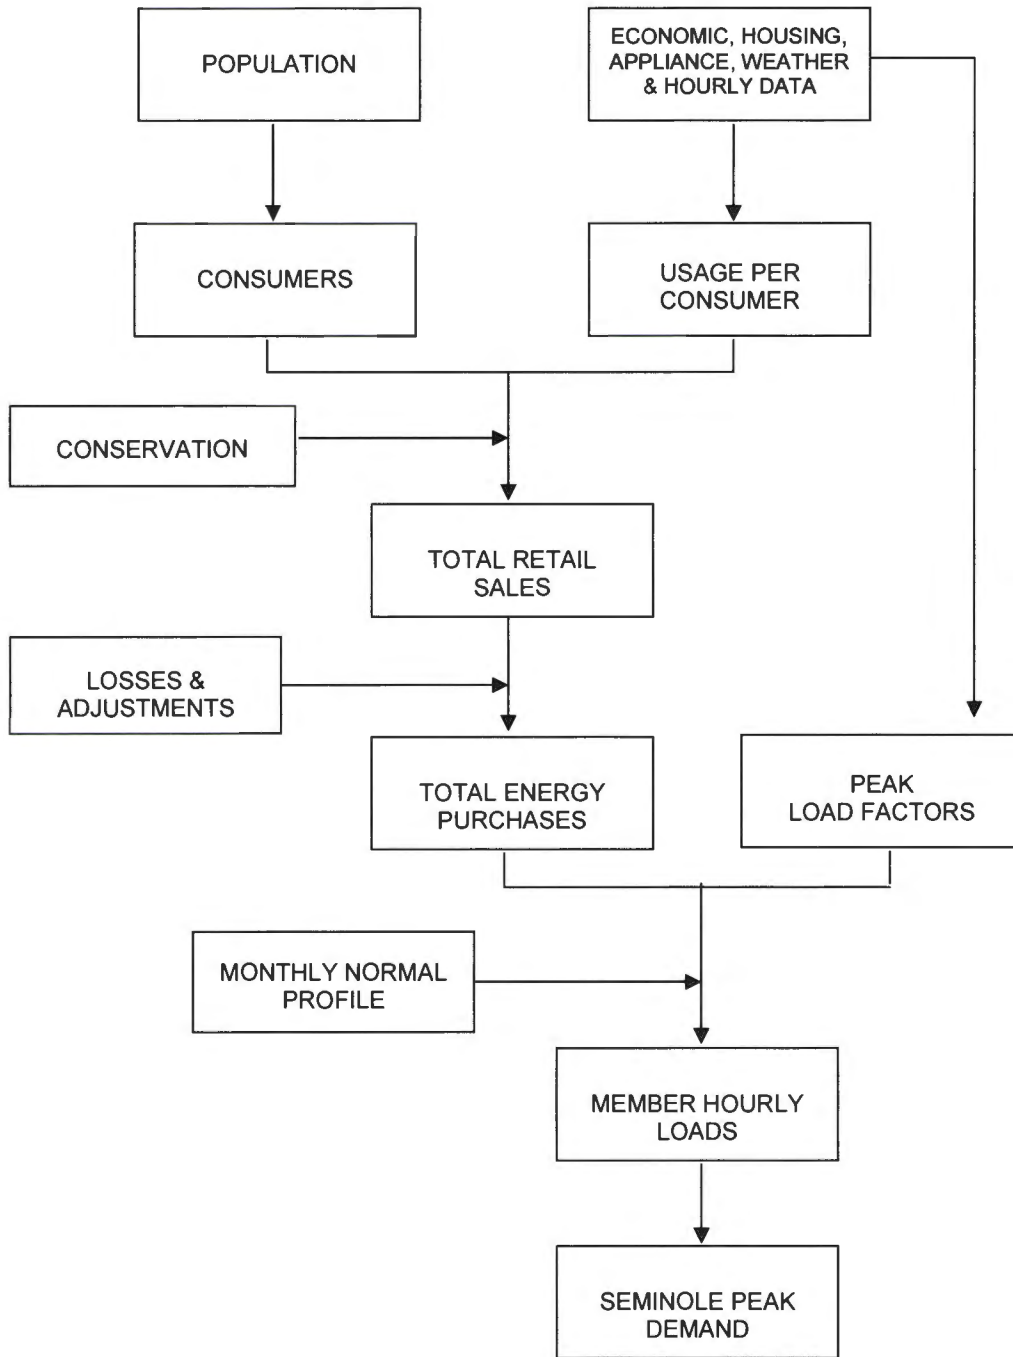 POPULATION
ECONOMIC, HOUSING,
APPLIANCE, WEATHER
& HOURLY DATA
CONSUMERS
USAGE PER
CONSUMER
CONSERVATION
TOTAL RETAIL
SALES
LOSSES &
ADJUSTMENTS
TOTAL ENERGY
PURCHASES
PEAK
LOAD FACTORS
MONTHLY NORMAL
PROFILE
MEMBER HOURLY
LOADS
SEMINOLE PEAK
DEMAND